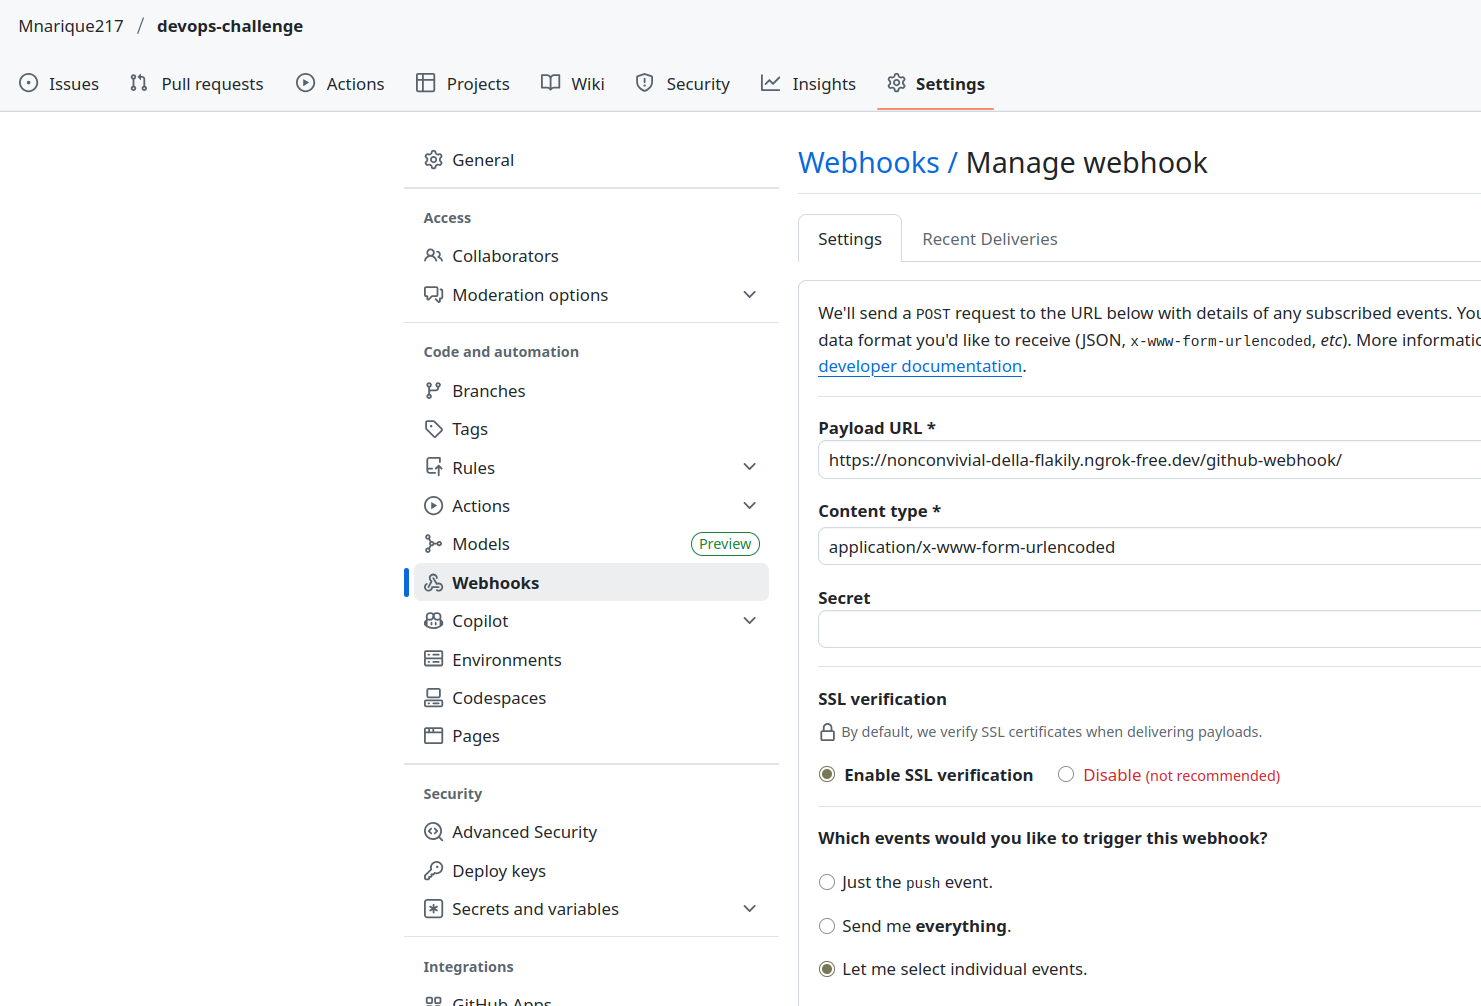 Mnarique217 / devops-challenge
Issues Pull requests Actions Projects Wiki Security Insights Settings
General
Access
Collaborators
Moderation options
Code and automation
Branches
Tags
Rules
Actions
Models Preview
Webhooks
Copilot
Environments
Codespaces
Pages
Security
Advanced Security
Deploy keys
Secrets and variables
Integrations
GitHub Apps
Webhooks / Manage webhook
Settings Recent Deliveries
We'll send a POST request to the URL below with details of any subscribed events.
data format you'd like to receive (JSON, x-www-form-urlencoded, etc). More
developer documentation.
Payload URL *
https://nonconvivial-della-flakily.ngrok-free.dev/github-webhook/
Content type *
application/x-www-form-urlencoded
Secret
SSL verification
By default, we verify SSL certificates when delivering payloads.
Enable SSL verification Disable (not recommended)
Which events would you like to trigger this webhook?
Just the push event.
Send me everything.
Let me select individual events.